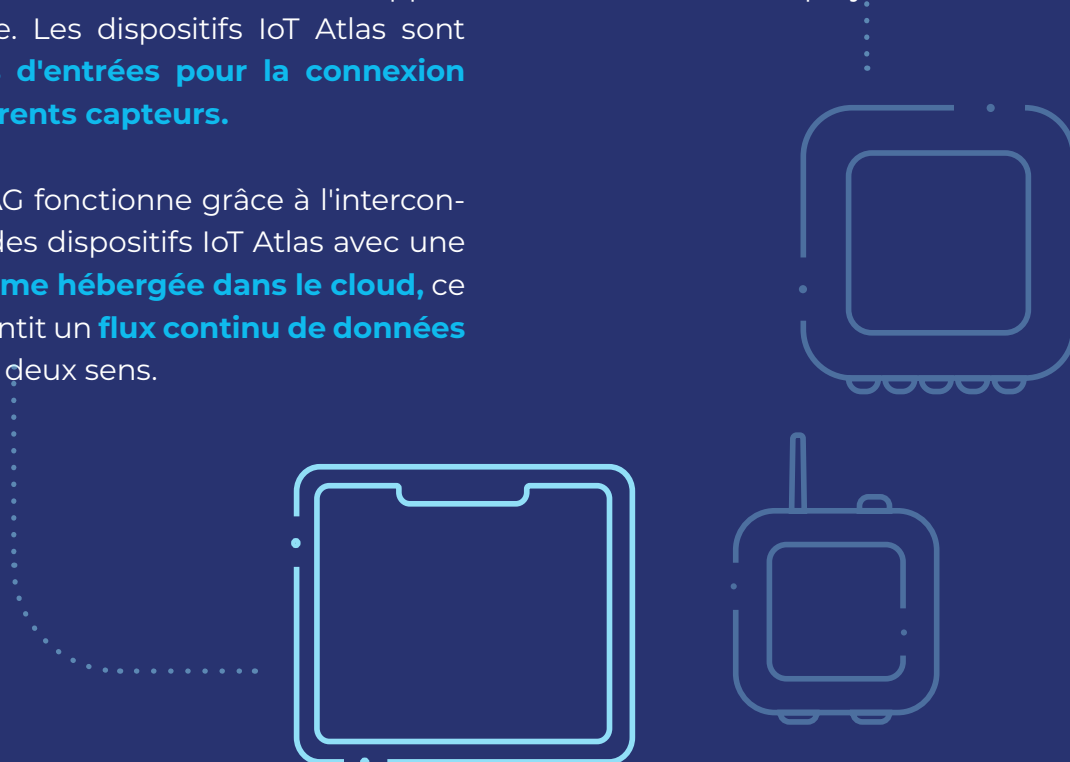 e. Les dispositifs IoT Atlas sont
d'entrées pour la connexion
rents capteurs.
AG fonctionne grâce à l'intercon-
des dispositifs IoT Atlas avec une
me hébergée dans le cloud, ce
ntit un flux continu de données
deux sens.